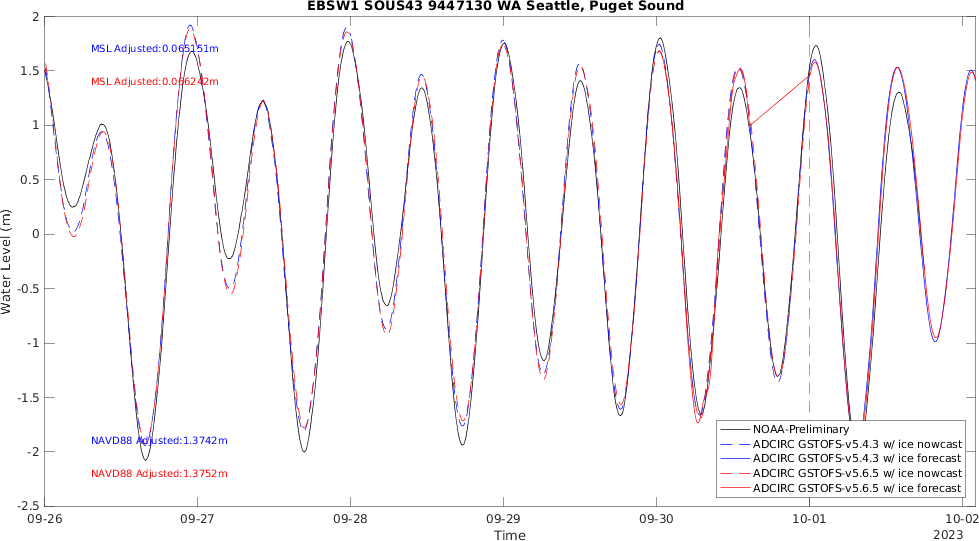 EBSW1 SOUS43 9447130 WA Seattle, Puget Sound
2
MSL Adjusted:0.065151m
1.5
MSL Adjusted:0.066242m
1
0.5
0
-0.5
-1
-1.5
-2
-2.5
Water Level (m)
NAVD88 Adjusted:1.3742m
NAVD88 Adjusted:1.3752m
NOAA-Preliminary
ADCIRC GSTOFS-v5.4.3 w/ ice nowcast
ADCIRC GSTOFS-v5.4.3 w/ ice forecast
ADCIRC GSTOFS-v5.6.5 w/ ice nowcast
ADCIRC GSTOFS-v5.6.5 w/ ice forecast
09-26 09-27 09-28 09-29 09-30 10-01 10-02
Time
2023